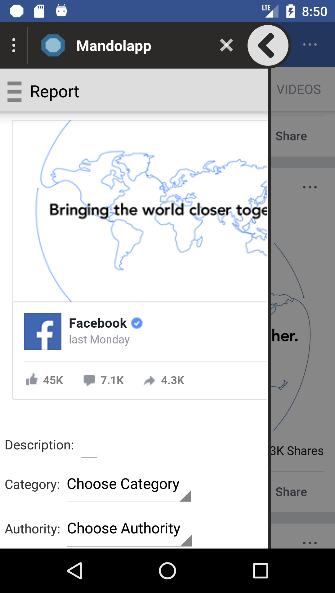 LTE 8:50
Mandolapp
VIDEOS
Report
Share
Bringing the world closer toge
her.
Facebook
last Monday
45K 7.1K 4.3K
3K Shares
Description:
Category: Choose Category
Share
Authority: Choose Authority